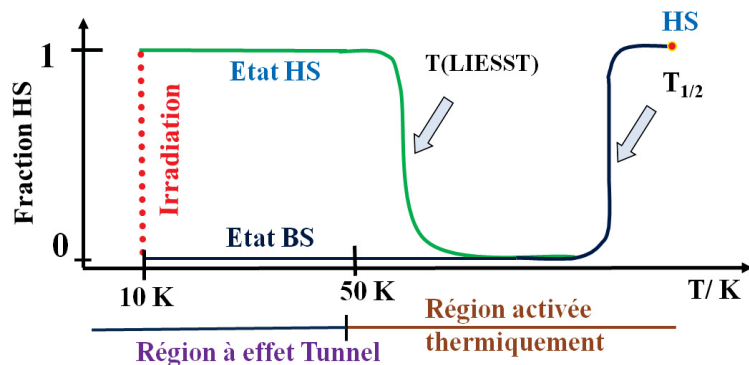 HS
1
Etat HS
T(LIESST)
T1/2
Fraction HS
Irradiation
Etat BS
0
10 K
50 K
T/ K
Région activée
thermiquement
Région à effet Tunnel